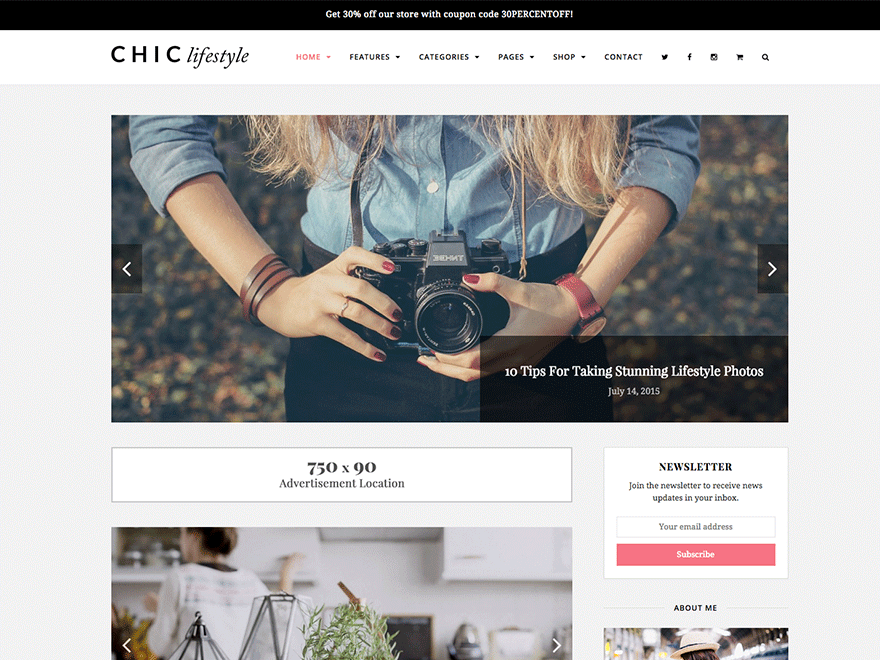 Get 30% off our store with coupon code 30PERCENTOFF!
CHIC lifestyle
HOME FEATURES CATEGORIES PAGES SHOP CONTACT
ЗЕНИТ
10 Tips For Taking Stunning Lifestyle Photos
July 14, 2015
750 x 90
Advertisement Location
NEWSLETTER
Join the newsletter to receive news
updates in your inbox.
Your email address
Subscribe
ABOUT ME